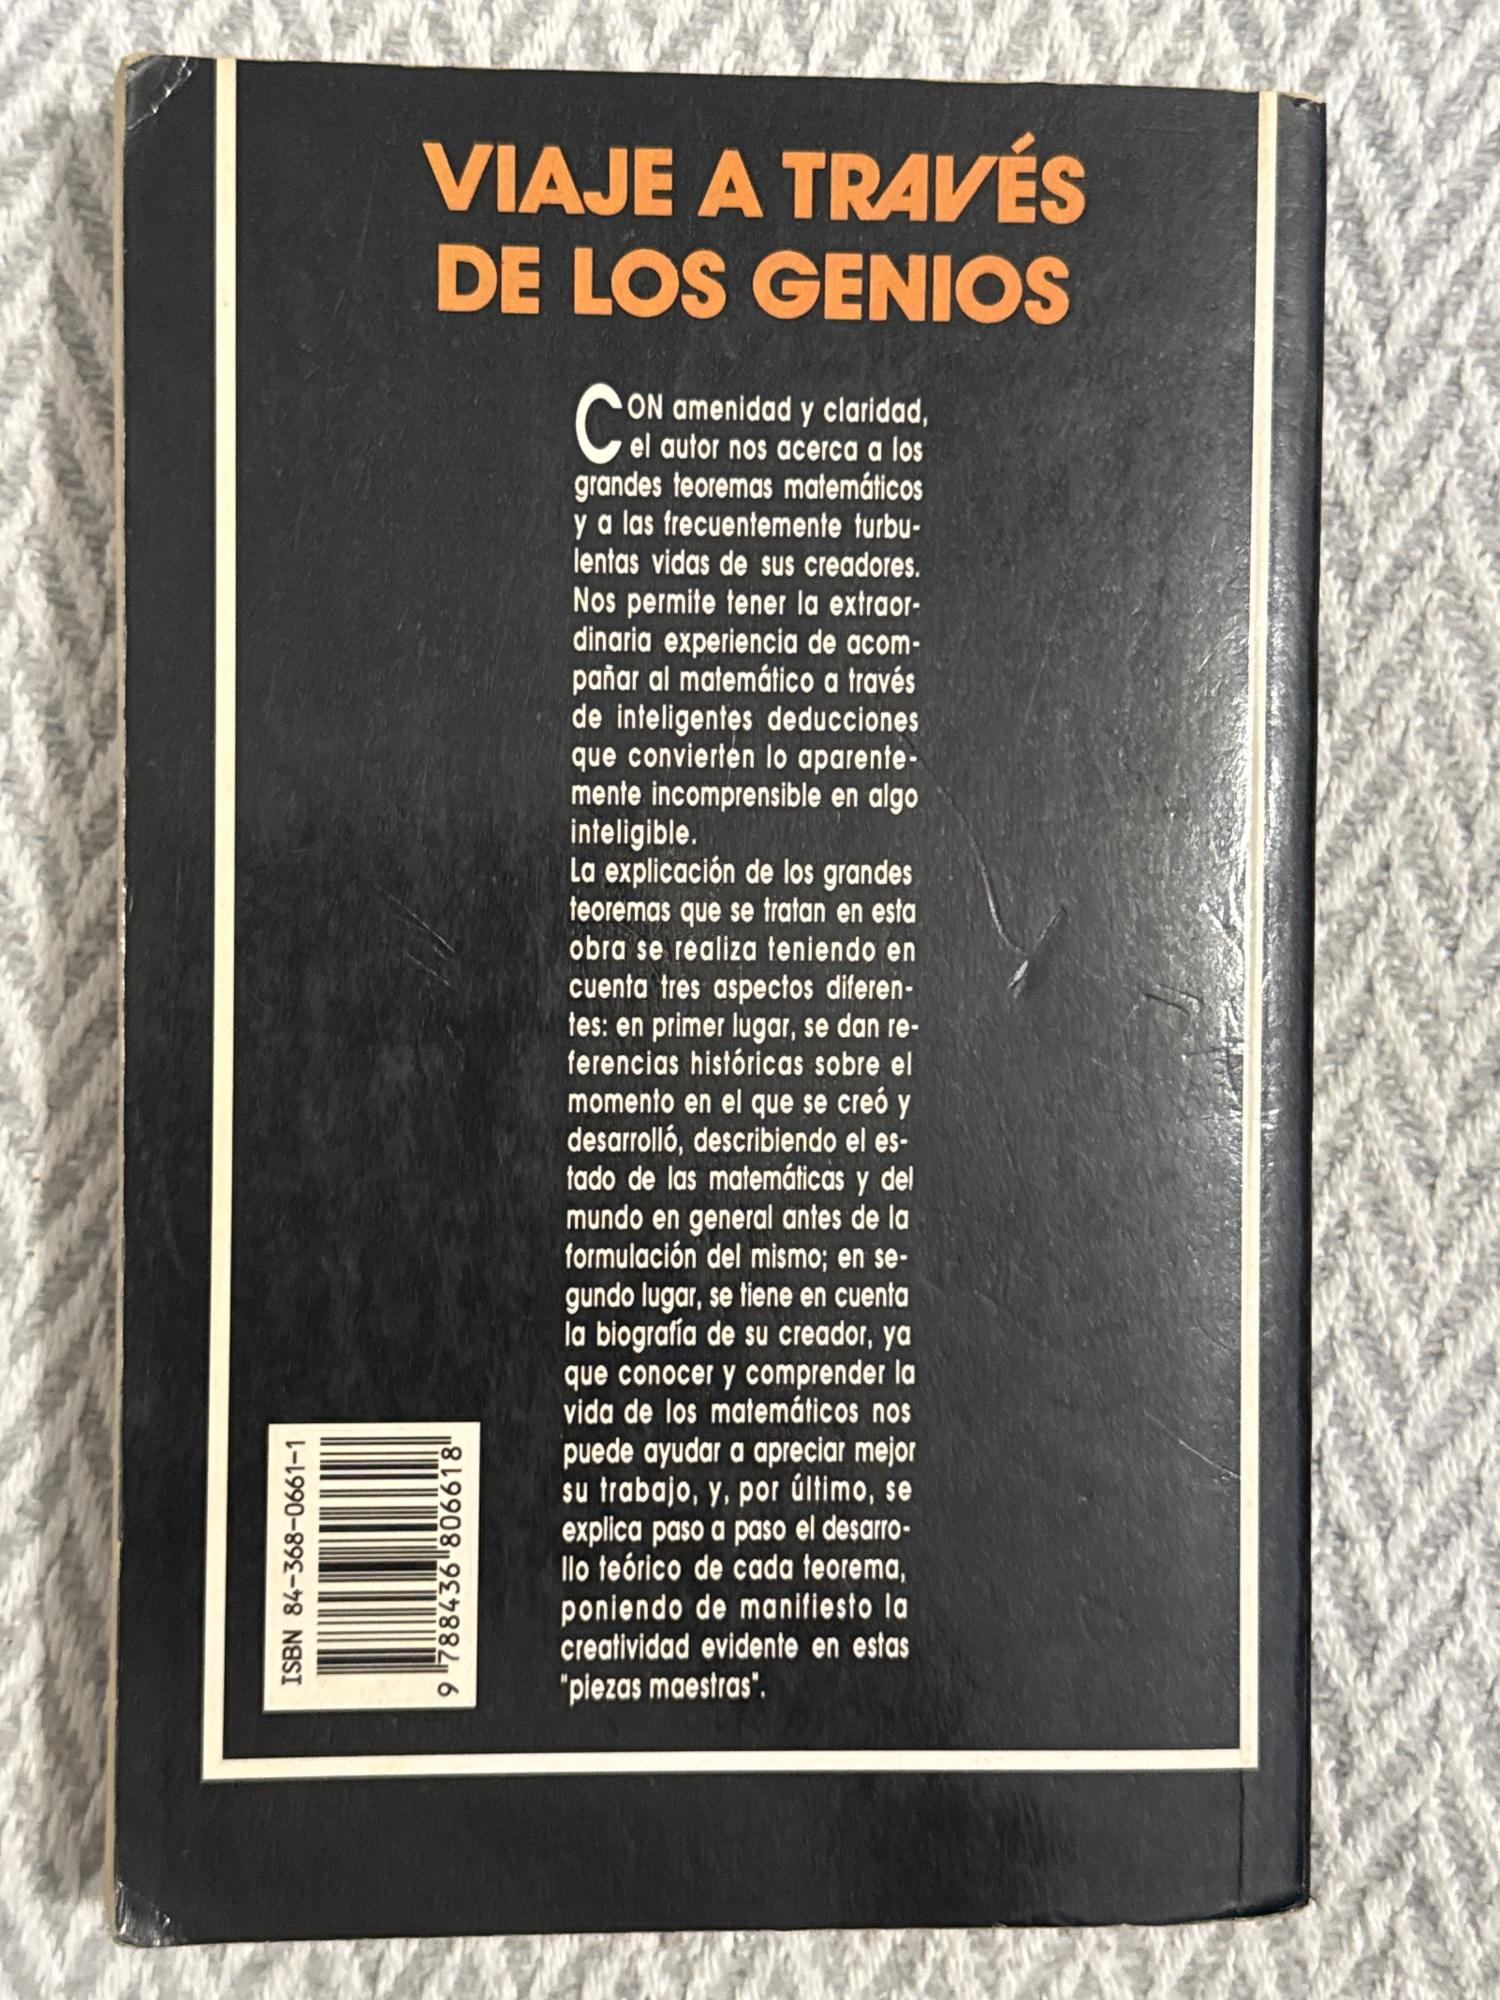 VIAJE A TRAVÉS
DE LOS GENIOS
CON amenidad y claridad,
el autor nos acerca a los
grandes teoremas matemáticos
y a las frecuentemente turbu-
lentas vidas de sus creadores.
Nos permite tener la extraor-
dinaria experiencia de acom-
pañar al matemático a través
de inteligentes deducciones
que convierten lo aparente-
mente incomprensible en algo
inteligible.
La explicación de los grandes
teoremas que se tratan en esta
obra se realiza teniendo en
cuenta tres aspectos diferen-
tes: en primer lugar, se dan re-
ferencias históricas sobre el
momento en el que se creó y
desarrolló, describiendo el es-
tado de las matemáticas y del
mundo en general antes de la
formulación del mismo; en se-
gundo lugar, se tiene en cuenta
la biografía de su creador, ya
que conocer y comprender la
vida de los matemáticos nos
puede ayudar a apreciar mejor
su trabajo, y, por último, se
explica paso a paso el desarro-
llo teórico de cada teorema,
poniendo de manifiesto la
creatividad evidente en estas
"piezas maestras".
ISBN 84-368-0661-1
9 788436 806618